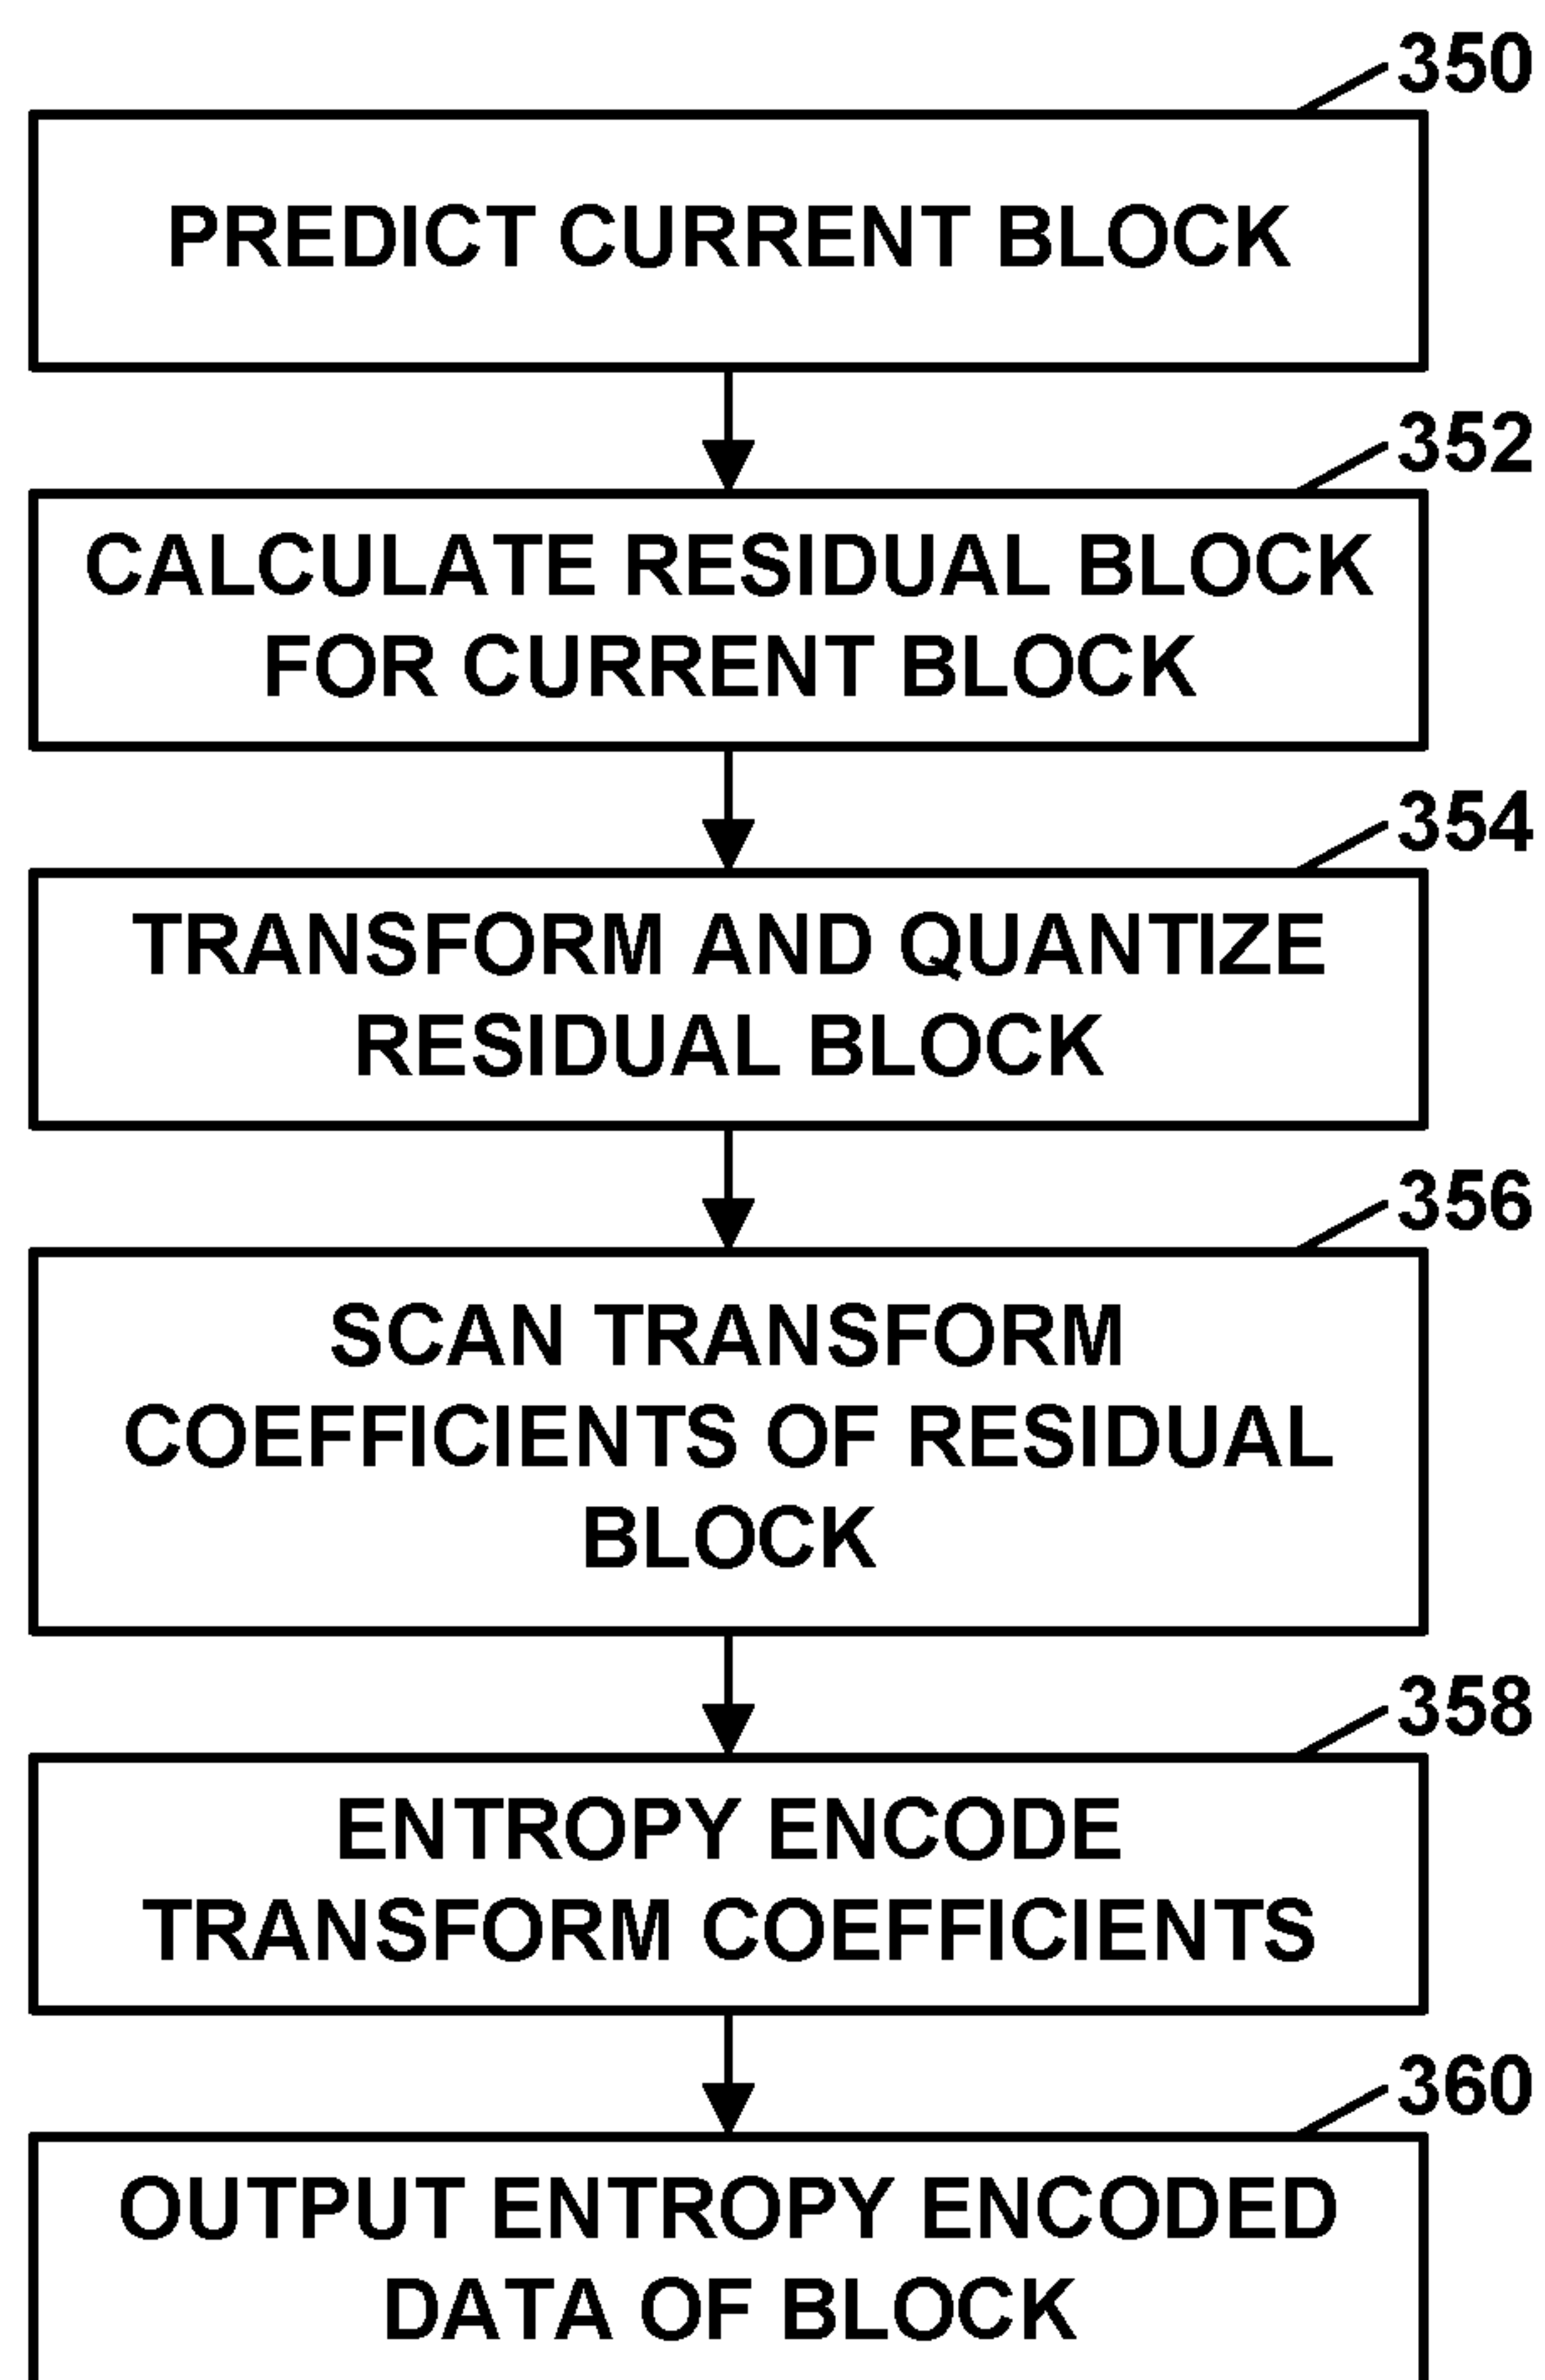 350
PREDICT CURRENT BLOCK
352
CALCULATE RESIDUAL BLOCK
FOR CURRENT BLOCK
354
TRANSFORM AND QUANTIZE
RESIDUAL BLOCK
356
SCAN TRANSFORM
COEFFICIENTS OF RESIDUAL
BLOCK
358
ENTROPY ENCODE
TRANSFORM COEFFICIENTS
360
OUTPUT ENTROPY ENCODED
DATA OF BLOCK